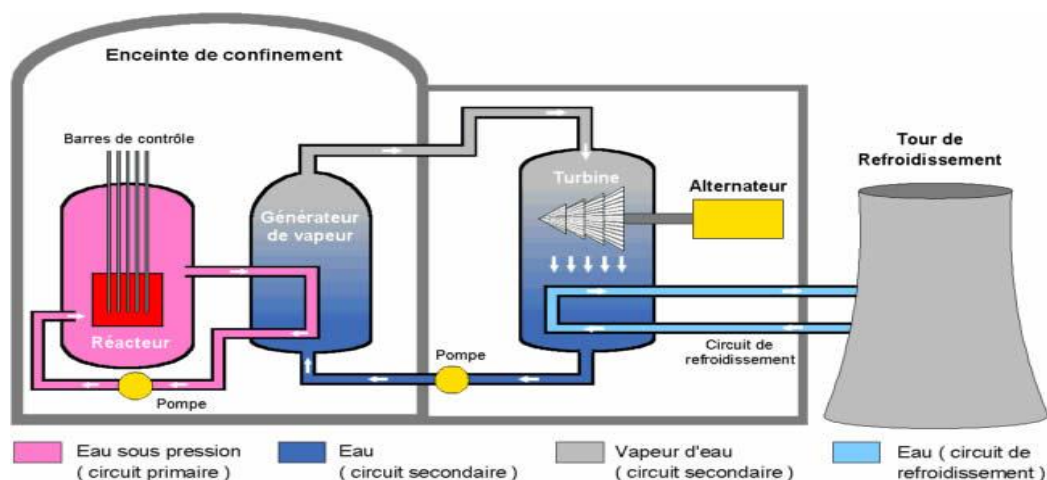 Enceinte de confinement
Barres de contrôle
Tour de
Refroidissement
Turbine
Alternateur
Générateur
de vapeur
Réacteur
Circuit de
refroidissement
Pompe
Pompe
Eau sous pression
( circuit primaire )
Eau
( circuit secondaire )
Vapeur d'eau
( circuit secondaire )
Eau ( circuit de
refroidissement )